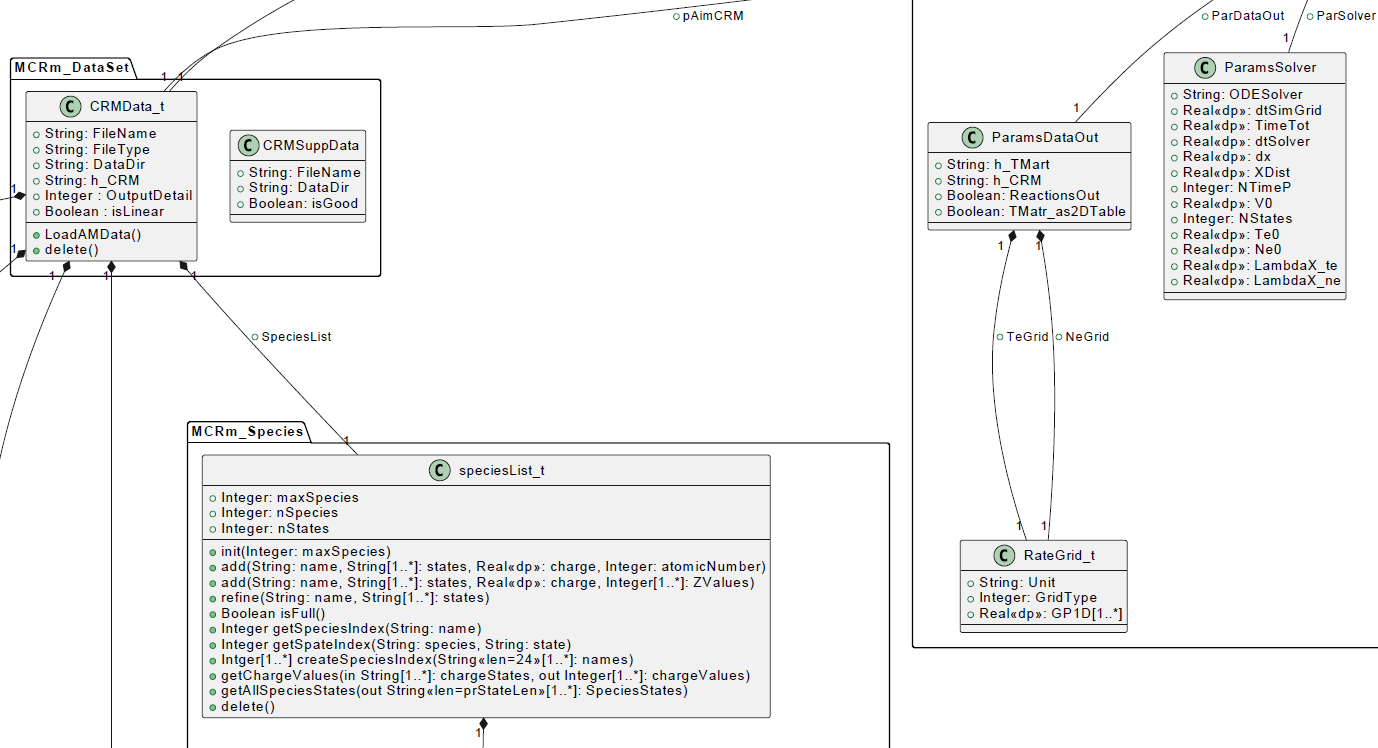 pAimCRM
MCRm_DataSet
1
1
C CRMData_t
String: FileName
String: FileType
String: DataDir
String: h_CRM
Integer : OutputDetail
Boolean : isLinear
LoadAMData()
delete()
1
1
1
1
1
C CRMSuppData
String: FileName
String: DataDir
Boolean: isGood
SpeciesList
1
MCRm_Species
C speciesList_t
Integer: maxSpecies
Integer: nSpecies
Integer: nStates
init(Integer: maxSpecies)
add(String: name, String[1..*]: states, Real«dp»: charge, Integer: atomicNumber)
add(String: name, String[1..*]: states, Real«dp»: charge, Integer[1..*]: ZValues)
refine(String: name, String[1..*]: states)
Boolean isFull()
Integer getSpeciesIndex(String: name)
Integer getSpateIndex(String: species, String: state)
Intger[1..*] createSpeciesIndex(String«len=24»[1..*]: names)
getChargeValues(in String[1..*]: chargeStates, out Integer[1..*]: chargeValues)
getAllSpeciesStates(out String«len=prStateLen»[1..*]: SpeciesStates)
delete()
1
ParDataOut
ParSolver
1
1
C ParamsDataOut
String: h_TMart
String: h_CRM
Boolean: ReactionsOut
Boolean: TMatr_as2DTable
1
1
C ParamsSolver
String: ODESolver
Real«dp»: dtSimGrid
Real«dp»: TimeTot
Real«dp»: dtSolver
Real«dp»: dx
Real«dp»: XDist
Integer: NTimeP
Real«dp»: V0
Integer: NStates
Real«dp»: Te0
Real«dp»: Ne0
Real«dp»: LambdaX_te
Real«dp»: LambdaX_ne
TeGrid
NeGrid
1
1
C RateGrid_t
String: Unit
Integer: GridType
Real«dp»: GP1D[1..*]